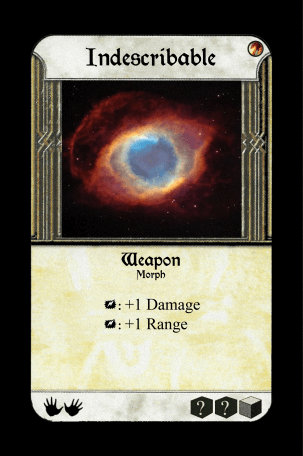 Indescribable
Weapon
Morph
: +1 Damage
: +1 Range
? ?